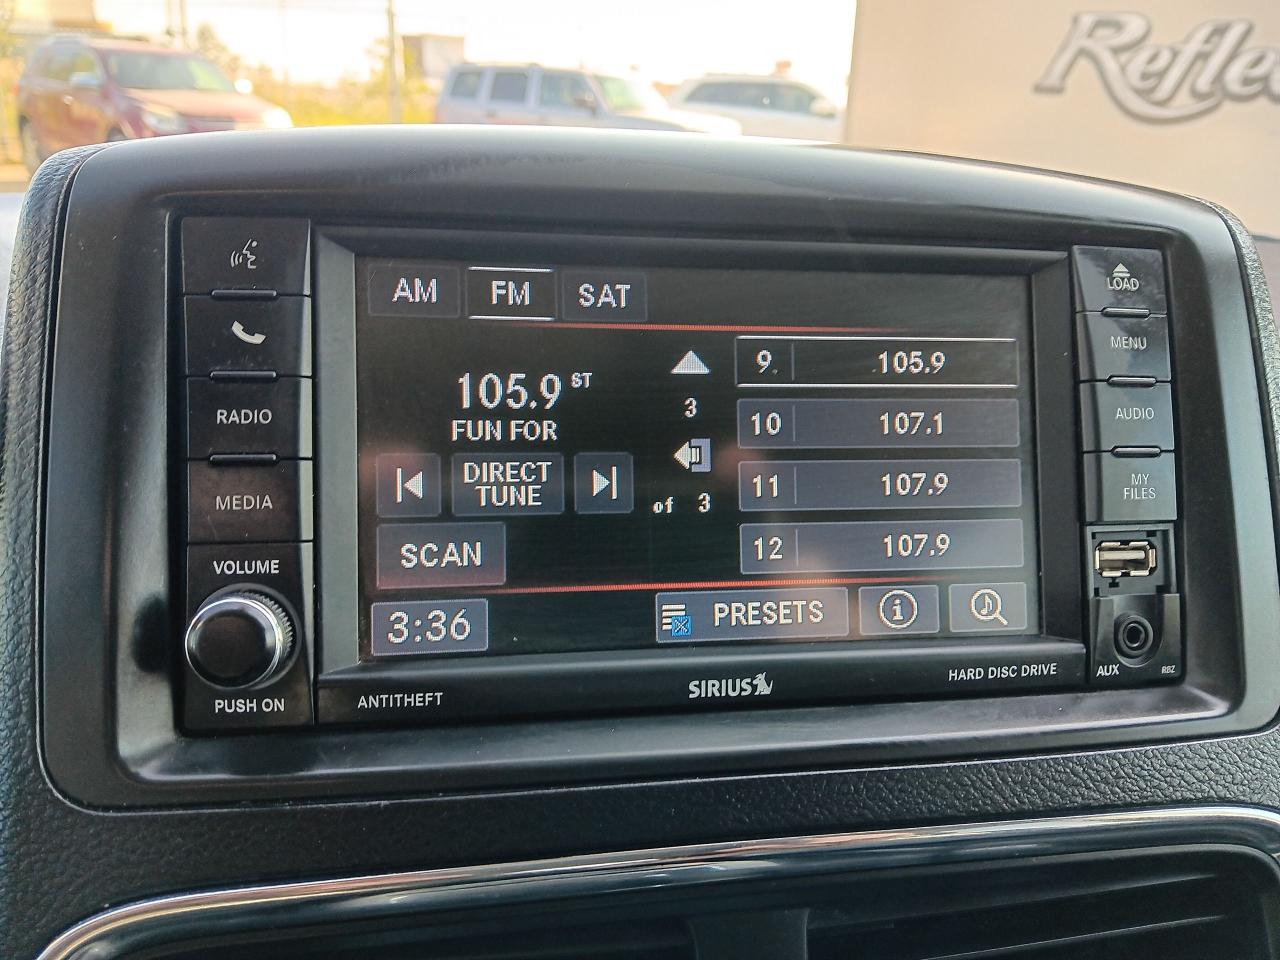 Refle
LOAD
MENU
AUDIO
MY
FILES
AUX
RBZ
RADIO
MEDIA
VOLUME
PUSH ON
AM FM SAT
105.9 ST
FUN FOR
DIRECT
TUNE
SCAN
3:36
3
of 3
9 105.9
10 107.1
11 107.9
12 107.9
PRESETS
i
ANTITHEFT
SIRIUS
HARD DISC DRIVE